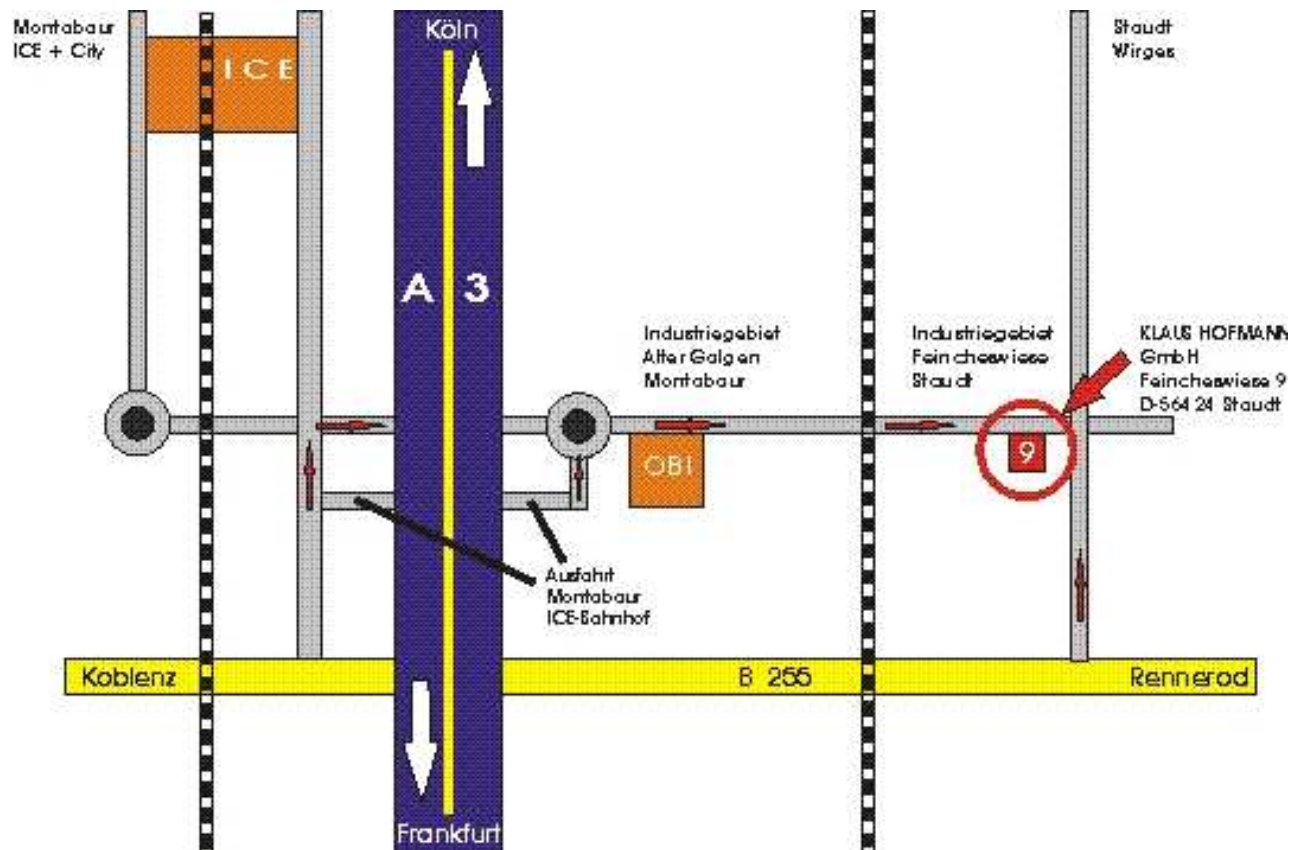 Montabaur
ICE + City
ICE
Köln
Staudt
Wirges
A 3
Industriegebiet
Alter Galgen
Montabaur
Industriegebiet
Feincheswiese
Staudt
KLAUS HOFMANN
GmbH
Feincheswiese 9
D-56424 Staudt
OBI
9
Ausfahrt
Montabaur
ICE-Bahnhof
Koblenz
B 255
Rennerod
Frankfurt